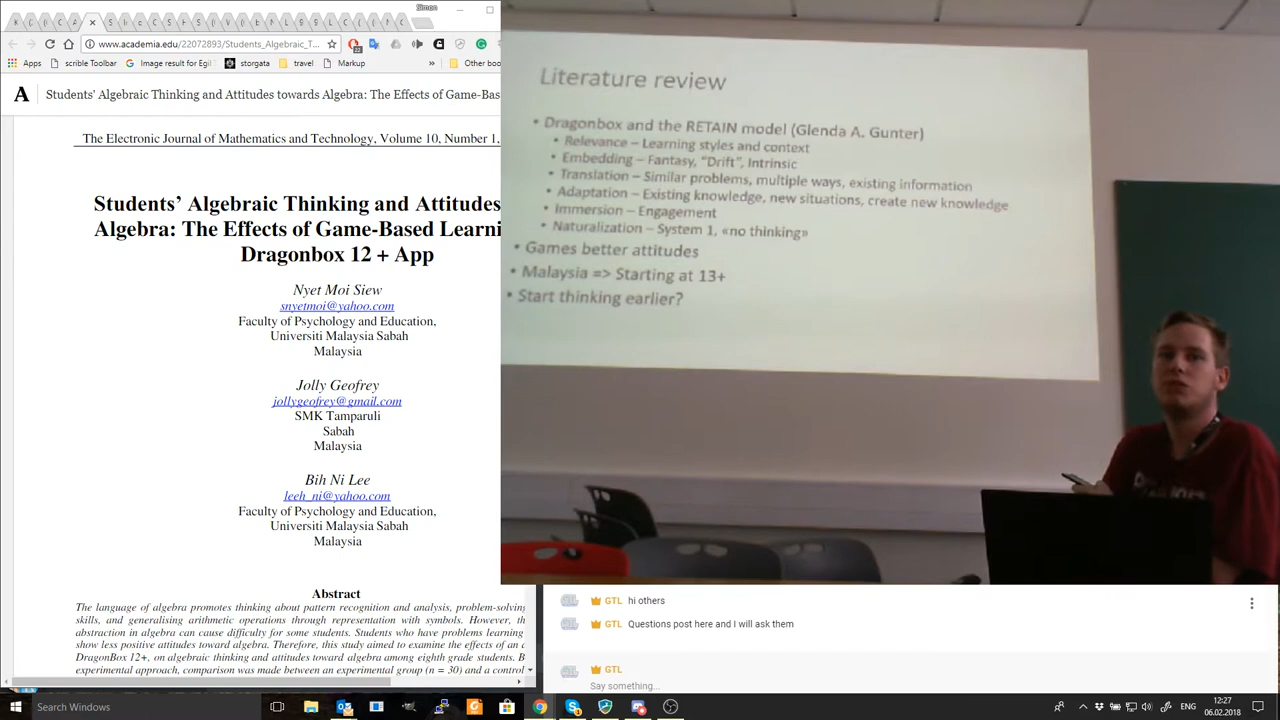 Simon
www.academia.edu/22072893/Students_Algebraic_T...
22
Apps
scrible Toolbar
Image result for Egil
storgata
travel
Markup
»
Other boo
A
Students' Algebraic Thinking and Attitudes towards Algebra: The Effects of Game-Bas
The Electronic Journal of Mathematics and Technology, Volume 10, Number 1,
Students’ Algebraic Thinking and Attitudes
Algebra: The Effects of Game-Based Learni
Dragonbox 12 + App
Nyet Moi Siew
snyetmoi@yahoo.com
Faculty of Psychology and Education,
Universiti Malaysia Sabah
Malaysia
Jolly Geofrey
jollygeofrey@gmail.com
SMK Tamparuli
Sabah
Malaysia
Bih Ni Lee
leeh_ni@yahoo.com
Faculty of Psychology and Education,
Universiti Malaysia Sabah
Malaysia
Abstract
The language of algebra promotes thinking about pattern recognition and analysis, problem-solving
skills, and generalising arithmetic operations through representation with symbols. However, th
abstraction in algebra can cause difficulty for some students. Students who have problems learning
show less positive attitudes toward algebra. Therefore, this study aimed to examine the effects of an a
DragonBox 12+, on algebraic thinking and attitudes toward algebra among eighth grade students. B
experimental approach, comparison was made between an experimental group (n = 30) and a control
Literature review
• Dragonbox and the RETAIN model (Glenda A. Gunter)
• Relevance – Learning styles and context
• Embedding – Fantasy, “Drift”, Intrinsic
• Translation – Similar problems, multiple ways, existing information
• Adaptation – Existing knowledge, new situations, create new knowledge
• Immersion – Engagement
• Naturalization – System 1, «no thinking»
• Games better attitudes
• Malaysia => Starting at 13+
• Start thinking earlier?
GTL hi others
GTL Questions post here and I will ask them
GTL
Say something...
Search Windows
ENG
12:27
06.02.2018